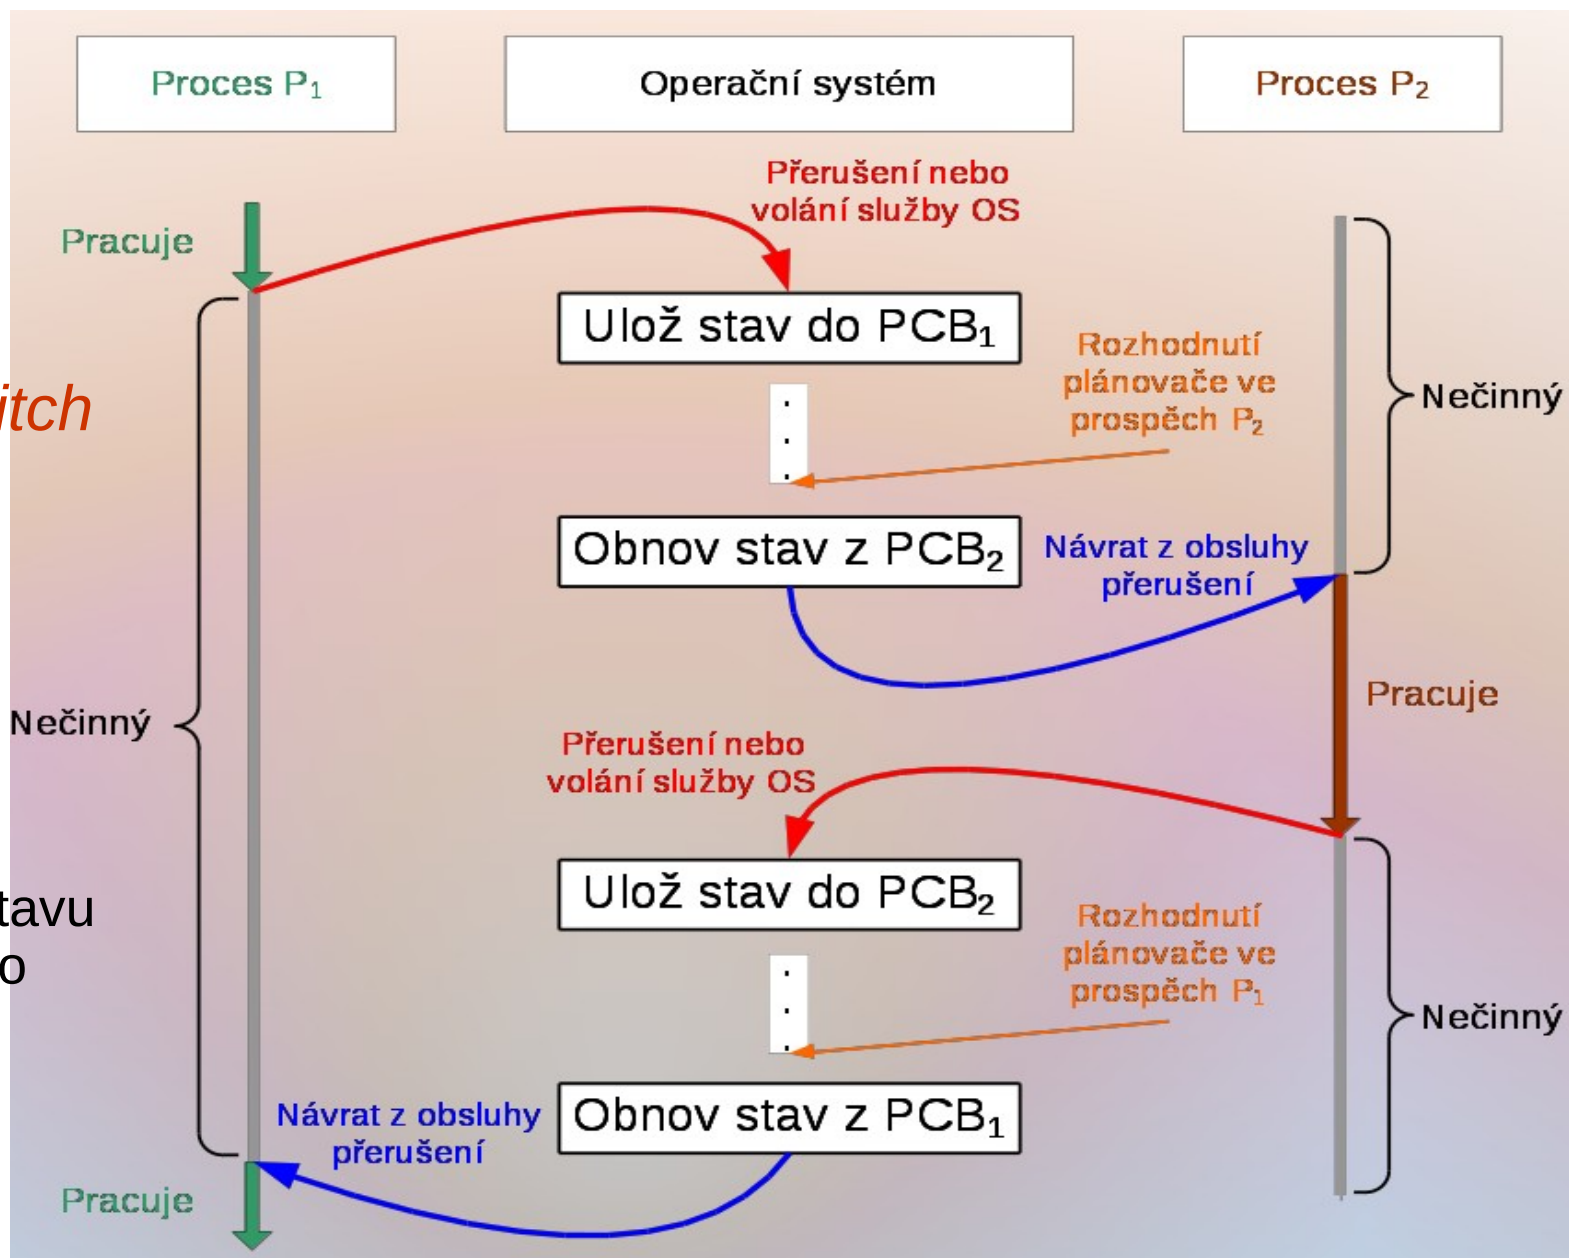 Proces P1
Operační systém
Proces P2
Přerušení nebo
volání služby OS
Pracuje
Ulož stav do PCB1
Rozhodnutí
plánovače ve
prospěch P2
Nečinný
itch
.
.
.
Obnov stav z PCB2
Návrat z obsluhy
přerušení
Pracuje
Nečinný
Přerušení nebo
volání služby OS
Ulož stav do PCB2
tavu
o
Rozhodnutí
plánovače ve
prospěch P1
.
.
.
Nečinný
Obnov stav z PCB1
Návrat z obsluhy
přerušení
Pracuje